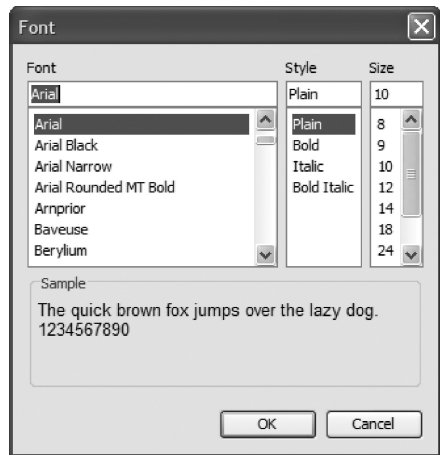 Font
Font Style Size
Arial Plain 10
Arial Plain 8
Arial Black Bold 9
Arial Narrow Italic 10
Arial Rounded MT Bold Bold Italic 12
Arnprior 14
Baveuse 18
Berylium 24
Sample
The quick brown fox jumps over the lazy dog.
1234567890
OK Cancel